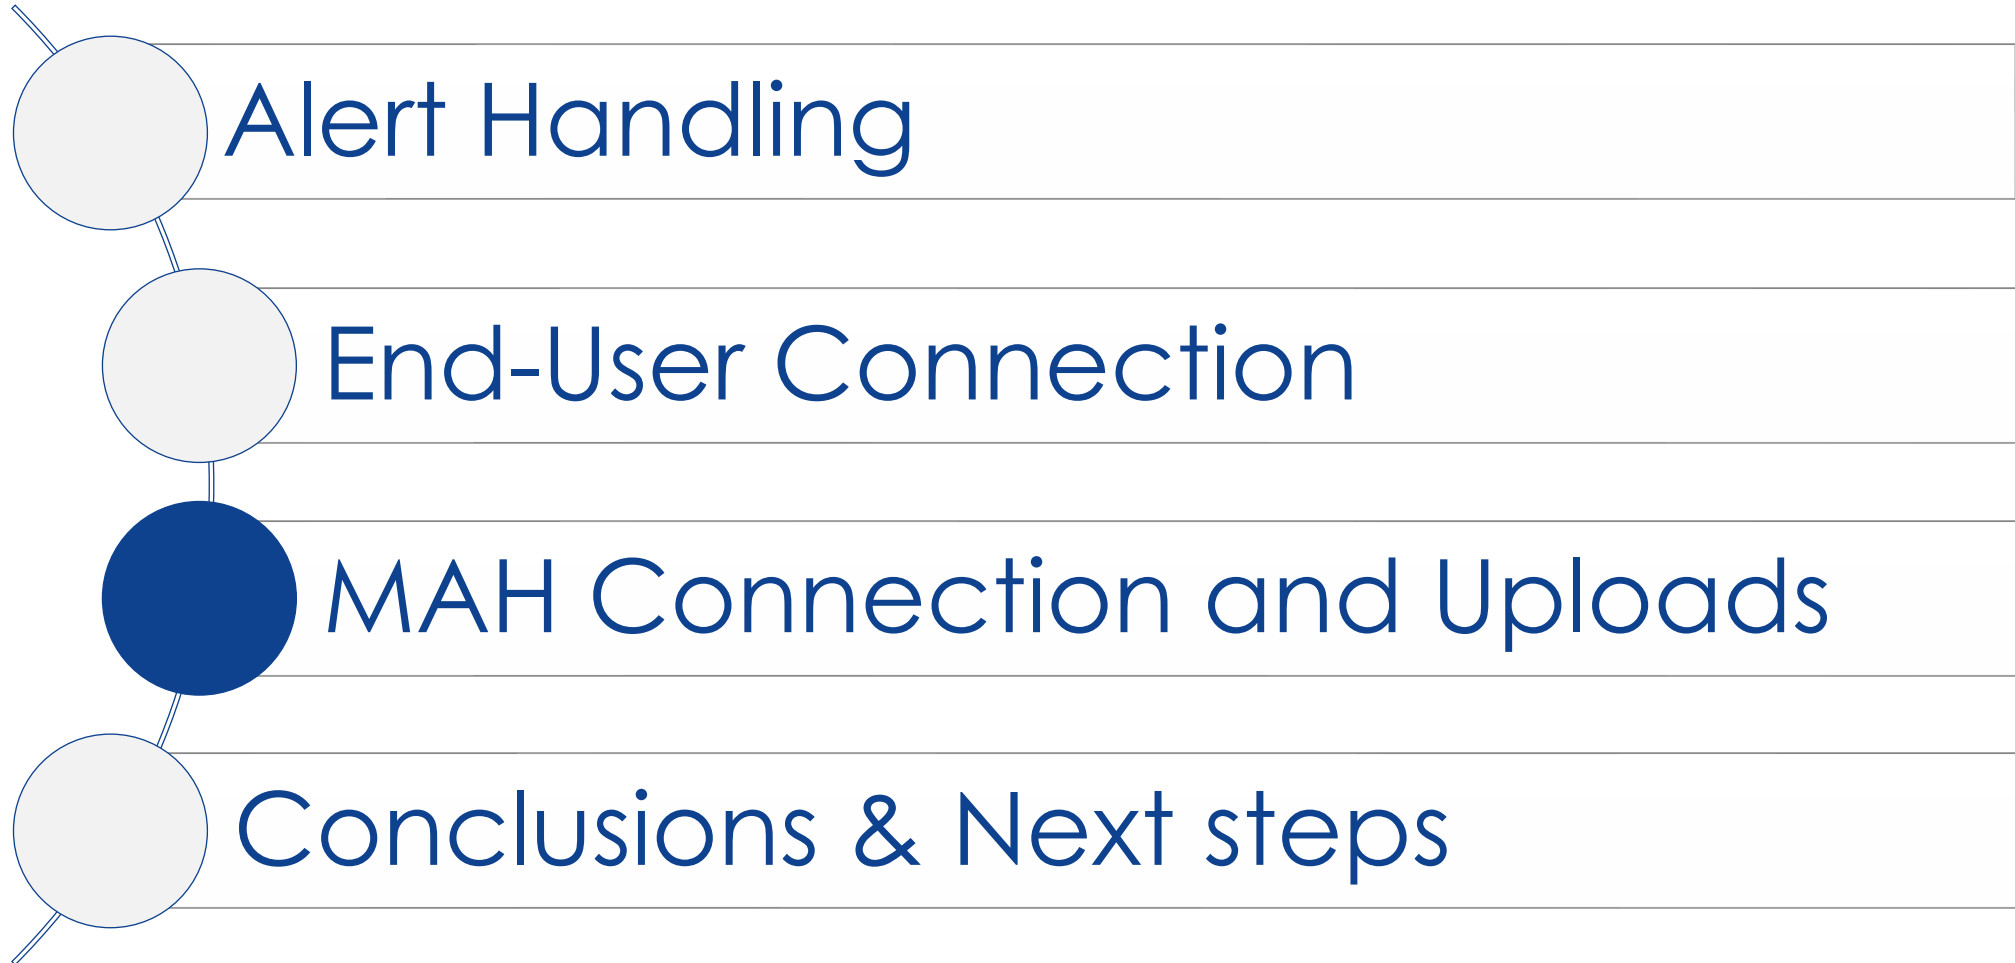 Alert Handling
End-User Connection
MAH Connection and Uploads
Conclusions & Next steps